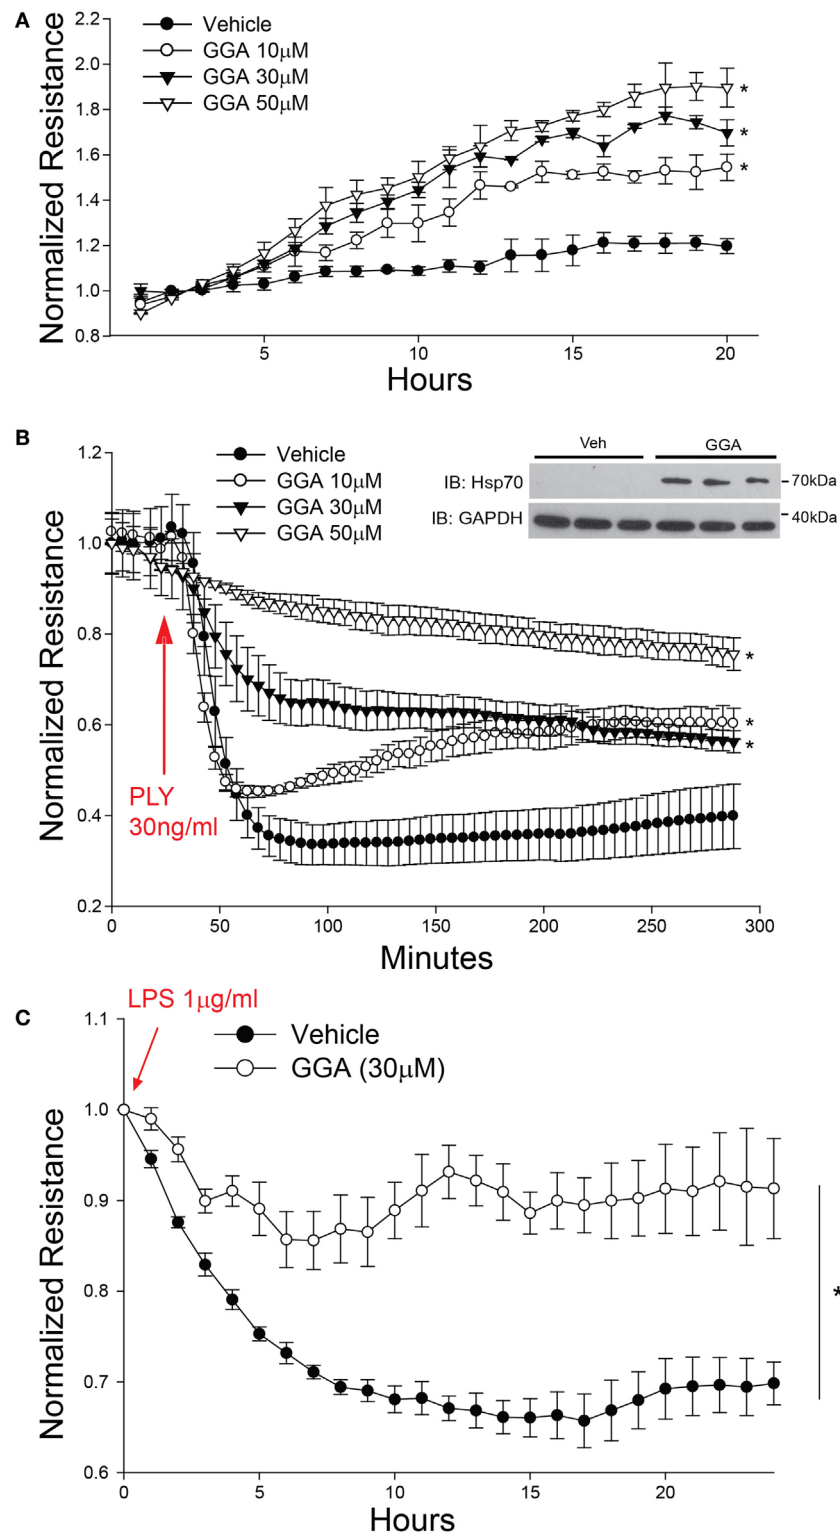 A
Normalized Resistance
2.2
2.0
1.8
1.6
1.4
1.2
1.0
0.8
Vehicle
GGA 10μM
GGA 30μM
GGA 50μM
*
*
*
5
10
15
20
Hours
B
Normalized Resistance
1.2
1.0
0.8
0.6
0.4
0.2
Vehicle
GGA 10μM
GGA 30μM
GGA 50μM
Veh
GGA
IB: Hsp70
70kDa
IB: GAPDH
40kDa
PLY
30ng/ml
*
*
*
0
50
100
150
200
250
300
Minutes
C
LPS 1μg/ml
Normalized Resistance
1.1
1.0
0.9
0.8
0.7
0.6
Vehicle
GGA (30μM)
*
0
5
10
15
20
Hours